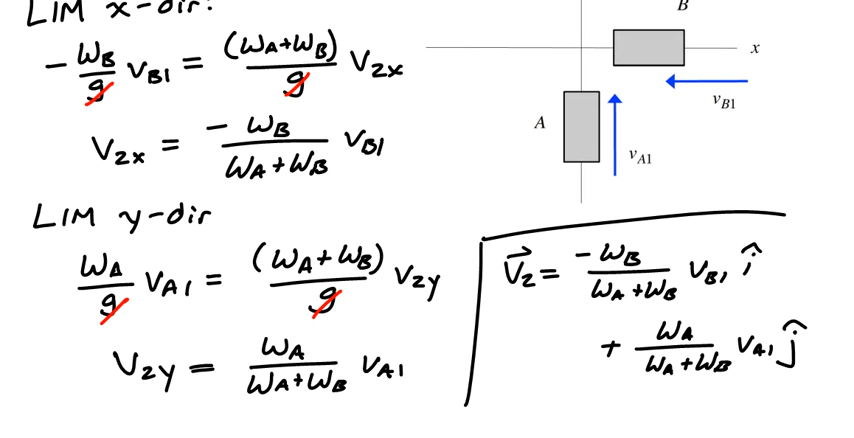 LIM x-dir:
- W_B/g v_B1 = (W_A+W_B)/g V_2x
V_2x = -W_B/(W_A+W_B) v_B1
LIM y-dir
W_A/g v_A1 = (W_A+W_B)/g V_2y
V_2y = W_A/(W_A+W_B) v_A1
B
x
v_B1
A
v_A1
V⃗_2 = -W_B/(W_A+W_B) v_B1 î
+ W_A/(W_A+W_B) v_A1 ĵ